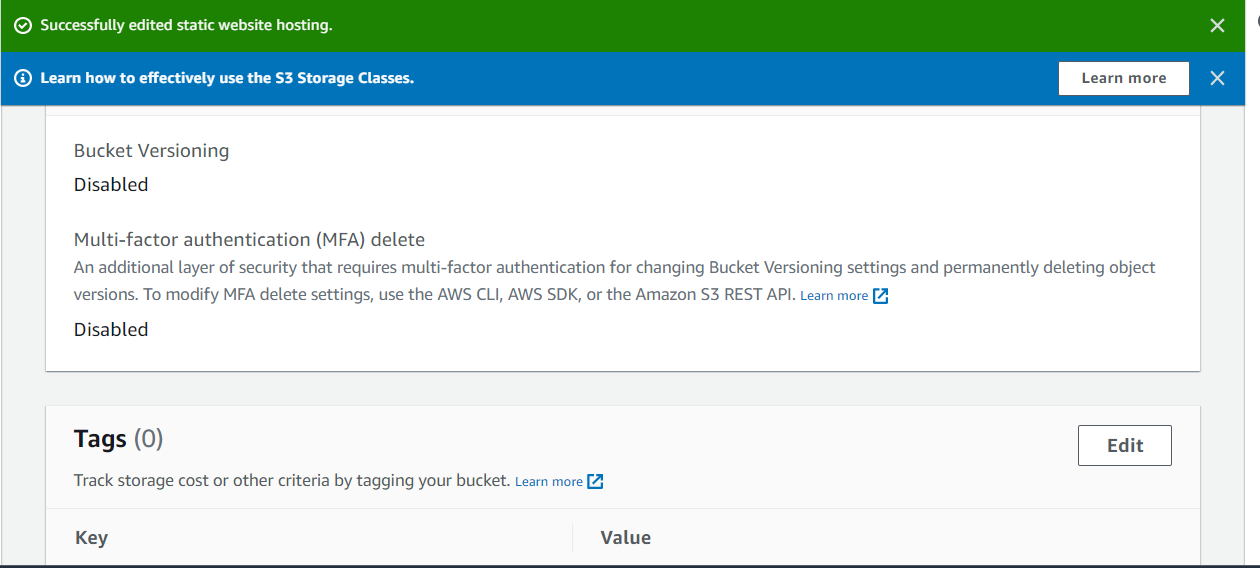 Successfully edited static website hosting.
Learn how to effectively use the S3 Storage Classes.
Learn more
Bucket Versioning
Disabled
Multi-factor authentication (MFA) delete
An additional layer of security that requires multi-factor authentication for changing Bucket Versioning settings and permanently deleting object
versions. To modify MFA delete settings, use the AWS CLI, AWS SDK, or the Amazon S3 REST API. Learn more
Disabled
Tags (0)
Edit
Track storage cost or other criteria by tagging your bucket. Learn more
Key
Value